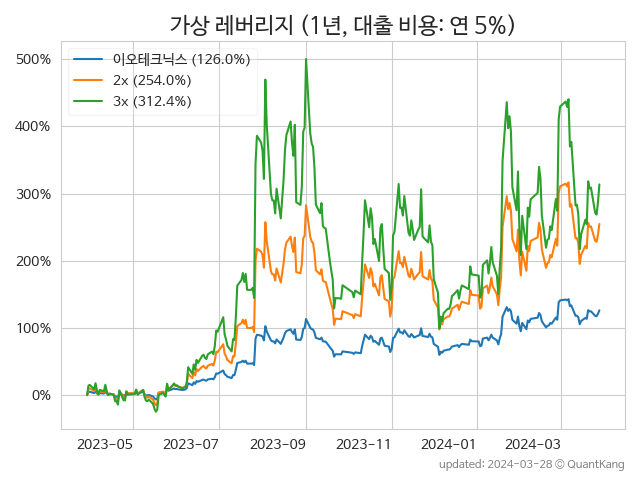 가상 레버리지 (1년, 대출 비용: 연 5%)
이오테크닉스 (126.0%)
2x (254.0%)
3x (312.4%)
500%
400%
300%
200%
100%
0%
2023-05 2023-07 2023-09 2023-11 2024-01 2024-03
updated: 2024-03-28 © QuantKang